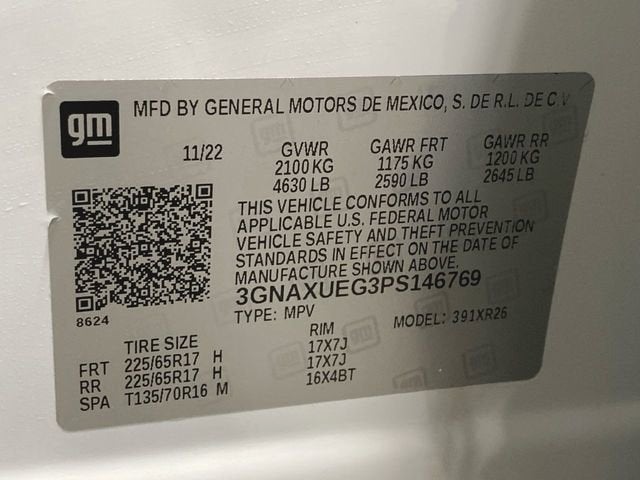 gm
MFD BY GENERAL MOTORS DE MEXICO, S. DE R.L. DE C.V
11/22 GVWR GAWR FRT GAWR RR
2100 KG 1175 KG 1200 KG
4630 LB 2590 LB 2645 LB
THIS VEHICLE CONFORMS TO ALL
APPLICABLE U.S. FEDERAL MOTOR
VEHICLE SAFETY AND THEFT PREVENTION
STANDARDS IN EFFECT ON THE DATE OF
MANUFACTURE SHOWN ABOVE.
3GNAXUEG3PS146769
8624
TYPE: MPV MODEL: 391XR26
TIRE SIZE RIM
FRT 225/65R17 H 17X7J
RR 225/65R17 H 17X7J
SPA T135/70R16 M 16X4BT